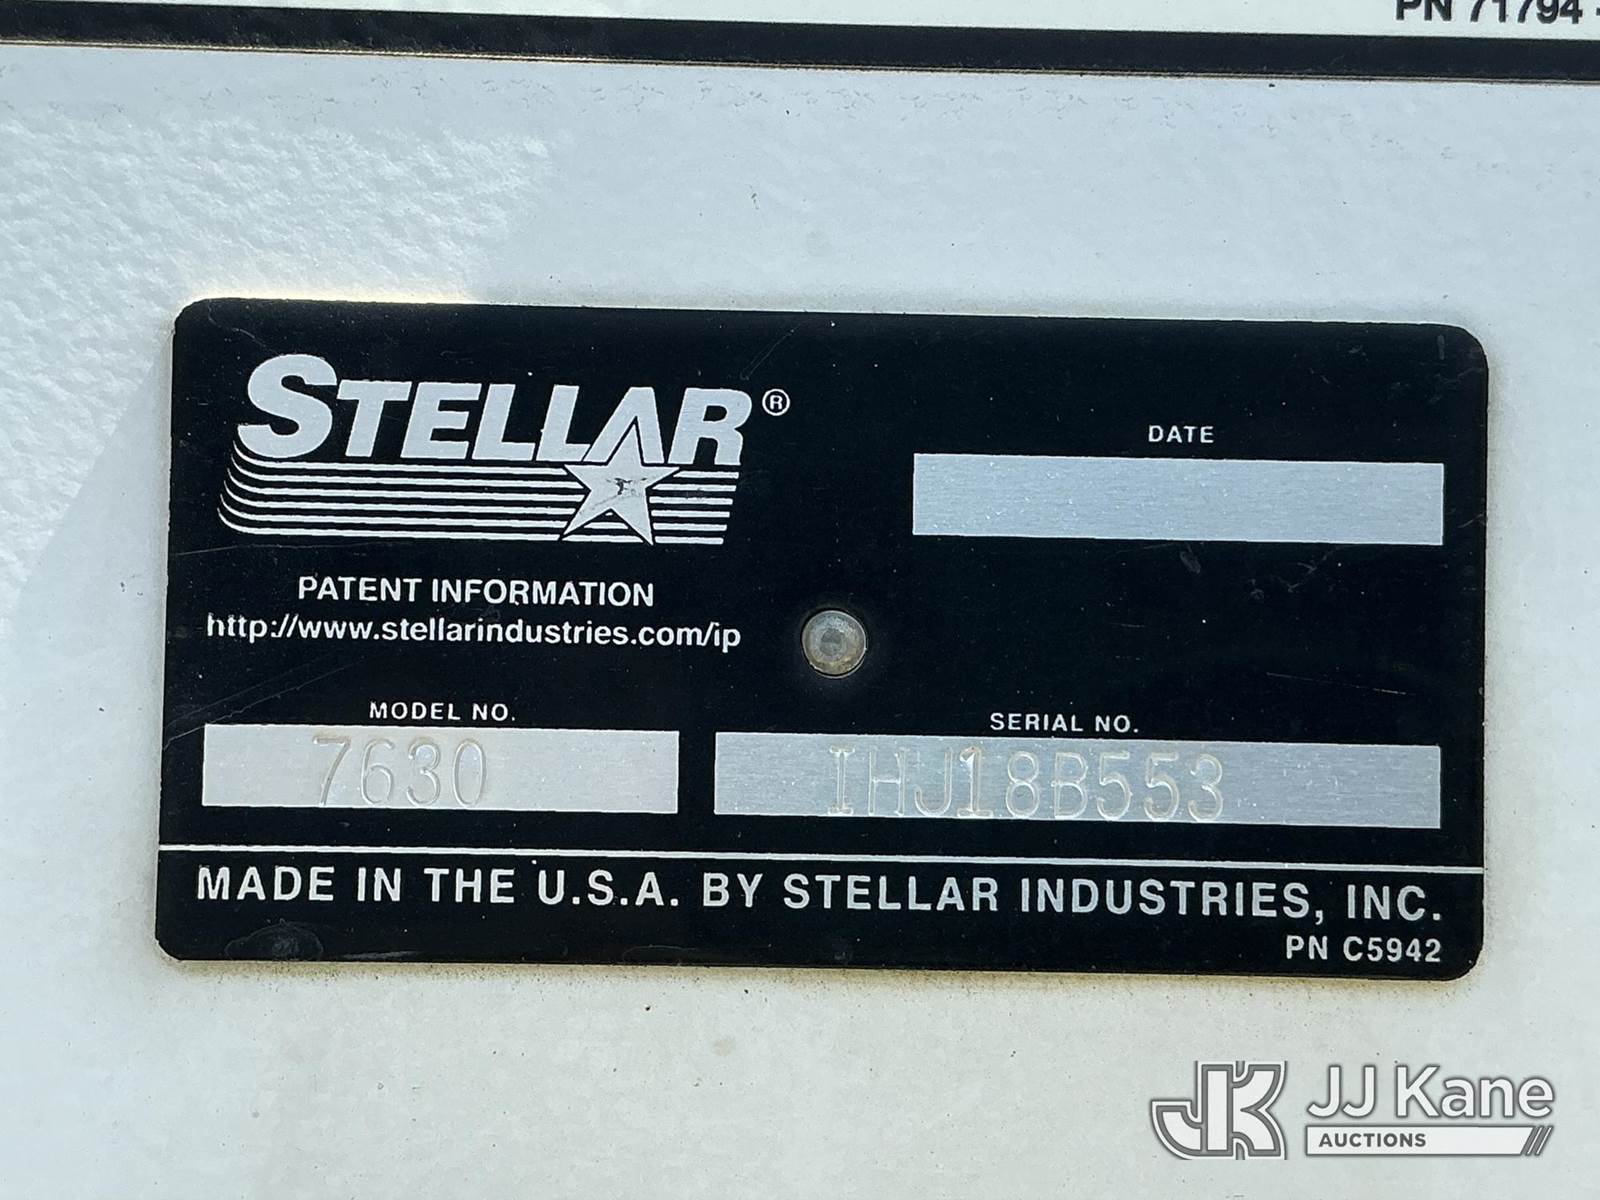 PN 71794 -
STELLAR®
DATE
PATENT INFORMATION
http://www.stellarindustries.com/ip
MODEL NO.
SERIAL NO.
7630
IHJ18B553
MADE IN THE U.S.A. BY STELLAR INDUSTRIES, INC.
PN C5942
JK JJ Kane
AUCTIONS